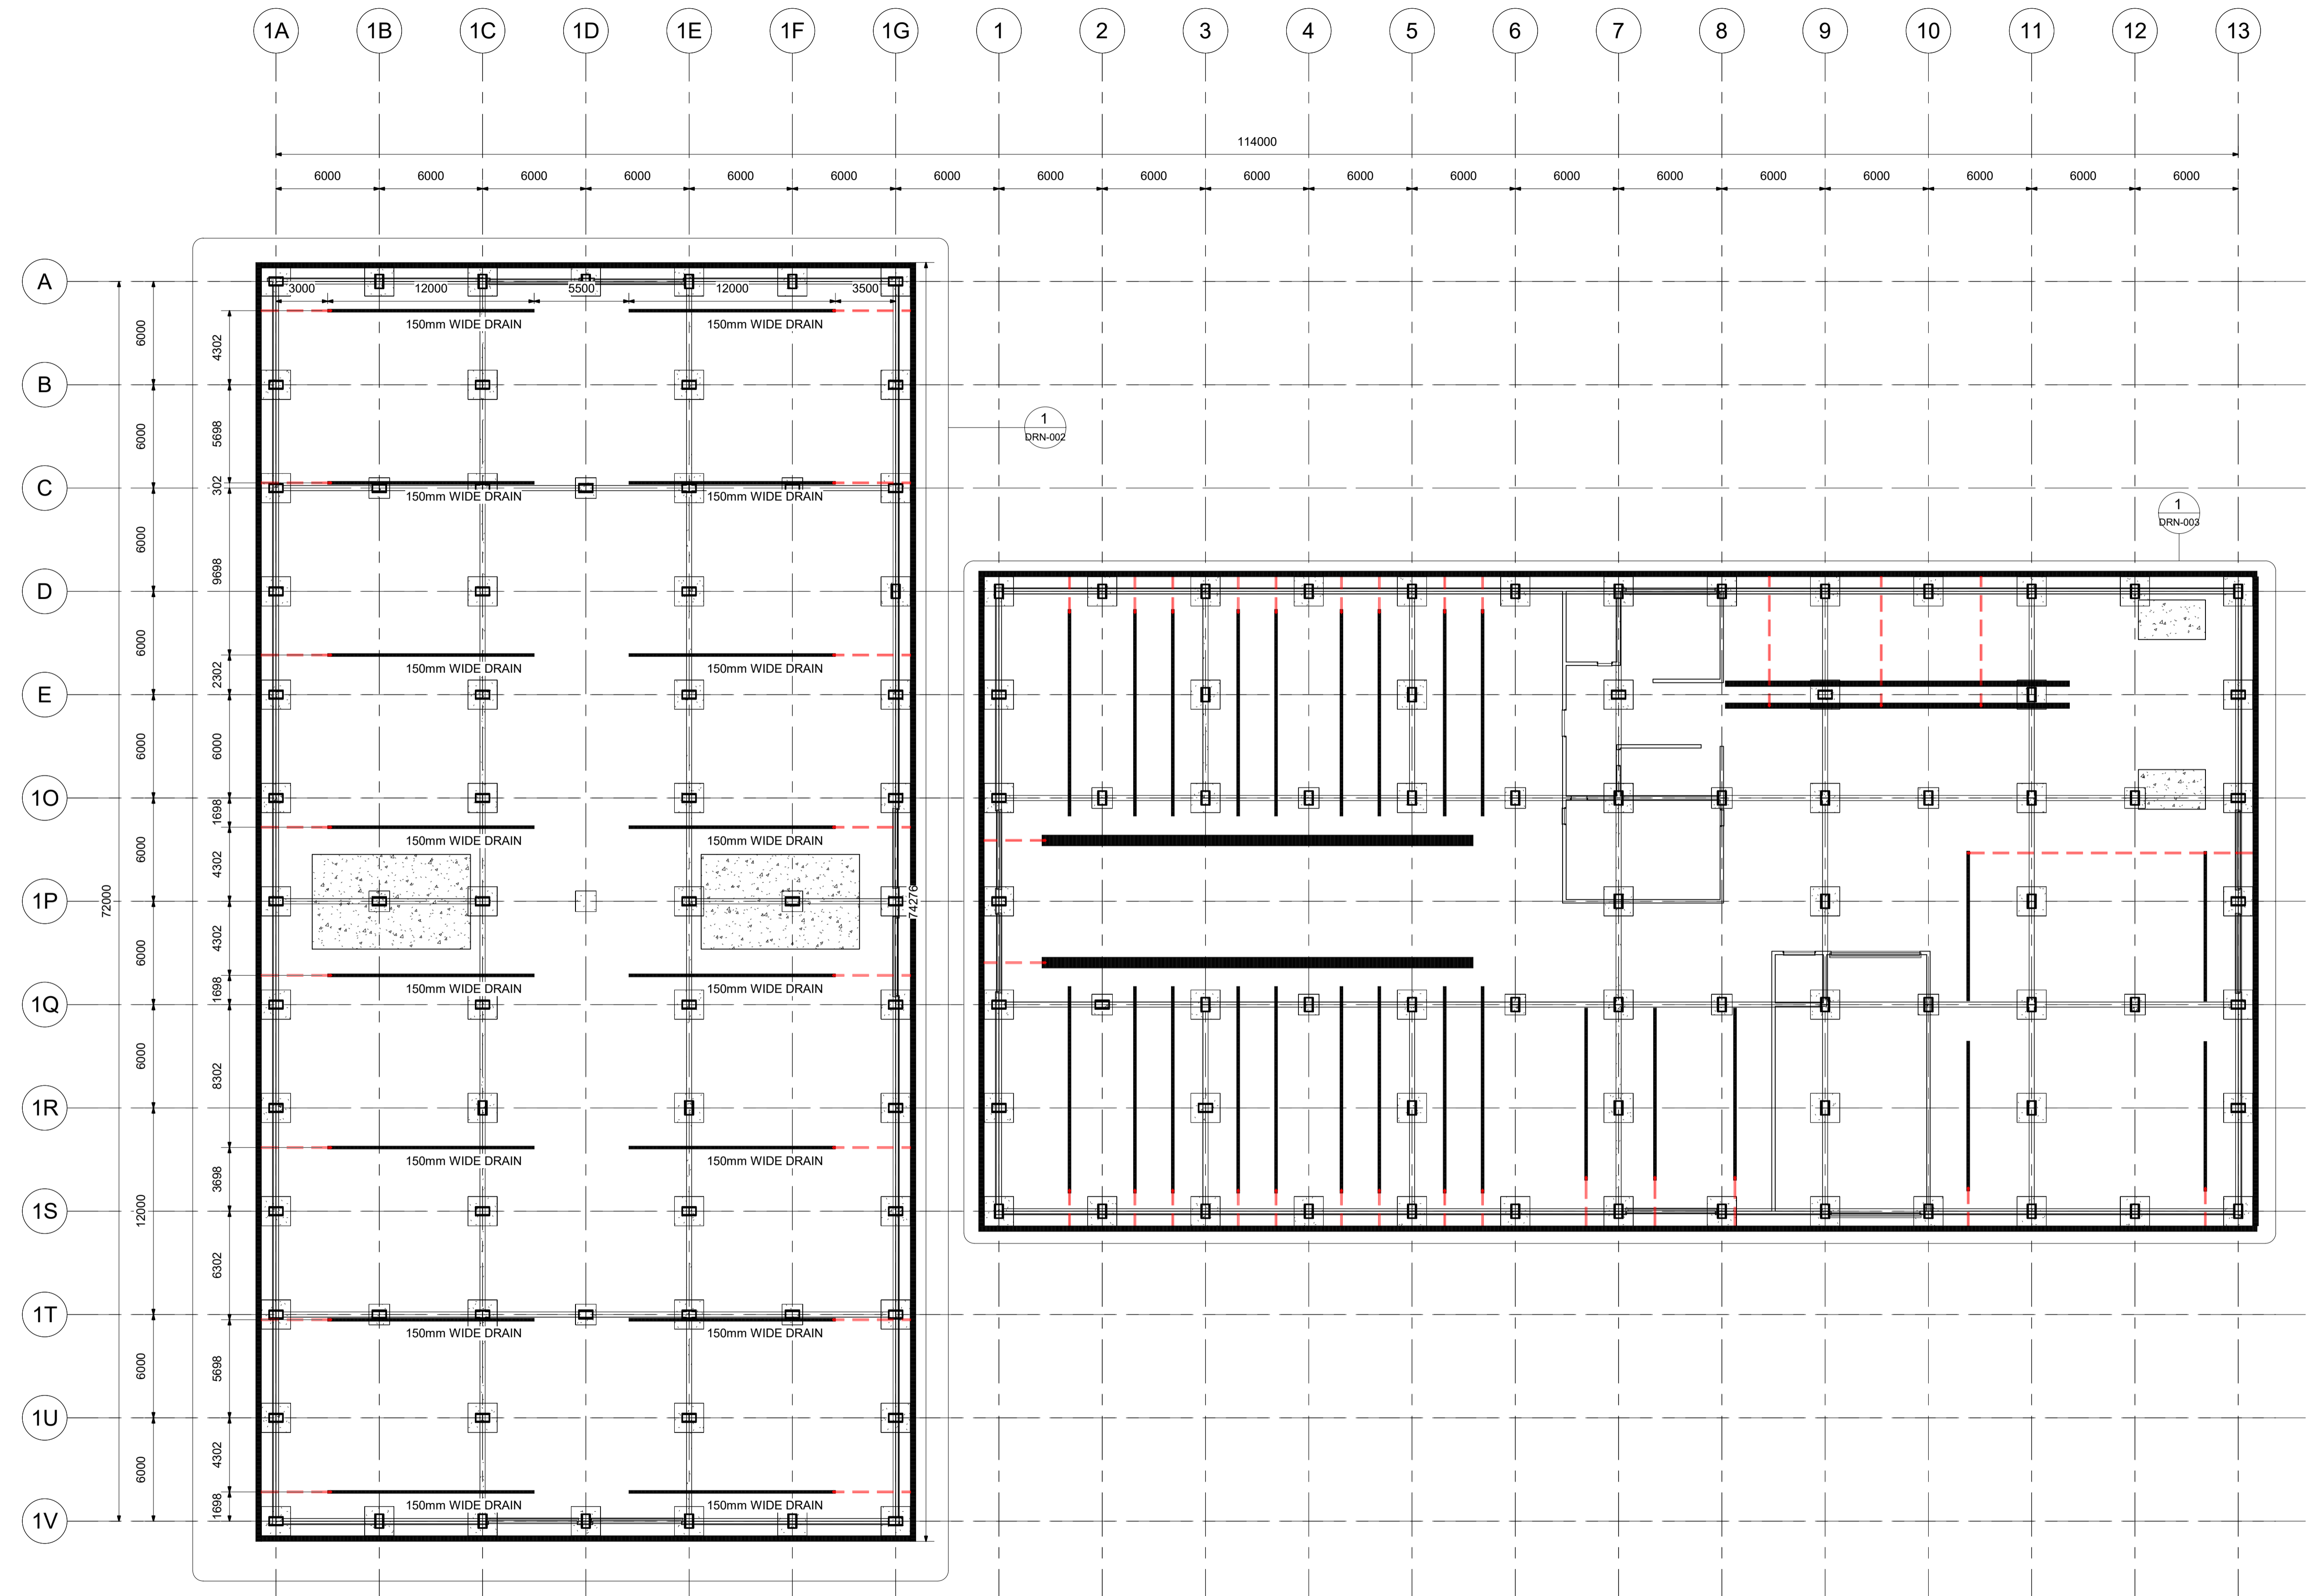 1A 1B 1C 1D 1E 1F 1G 1 2 3 4 5 6 7 8 9 10 11 12 13
114000
6000 6000 6000 6000 6000 6000 6000 6000 6000 6000 6000 6000 6000 6000 6000 6000 6000 6000 6000
A
3000 12000 5500 12000 3500
150mm WIDE DRAIN 150mm WIDE DRAIN
6000
4302
B
1
DRN-002
6000
5698
C
302
150mm WIDE DRAIN 150mm WIDE DRAIN
1
DRN-003
6000
9698
D
6000
2302
150mm WIDE DRAIN 150mm WIDE DRAIN
E
6000
6000
1O
1698
150mm WIDE DRAIN 150mm WIDE DRAIN
6000
4302
1P
72000
74276
6000
4302
1698
150mm WIDE DRAIN 150mm WIDE DRAIN
1Q
6000
8302
1R
150mm WIDE DRAIN 150mm WIDE DRAIN
3698
1S
12000
6302
1T
150mm WIDE DRAIN 150mm WIDE DRAIN
6000
5698
1U
6000
4302
1698
150mm WIDE DRAIN 150mm WIDE DRAIN
1V